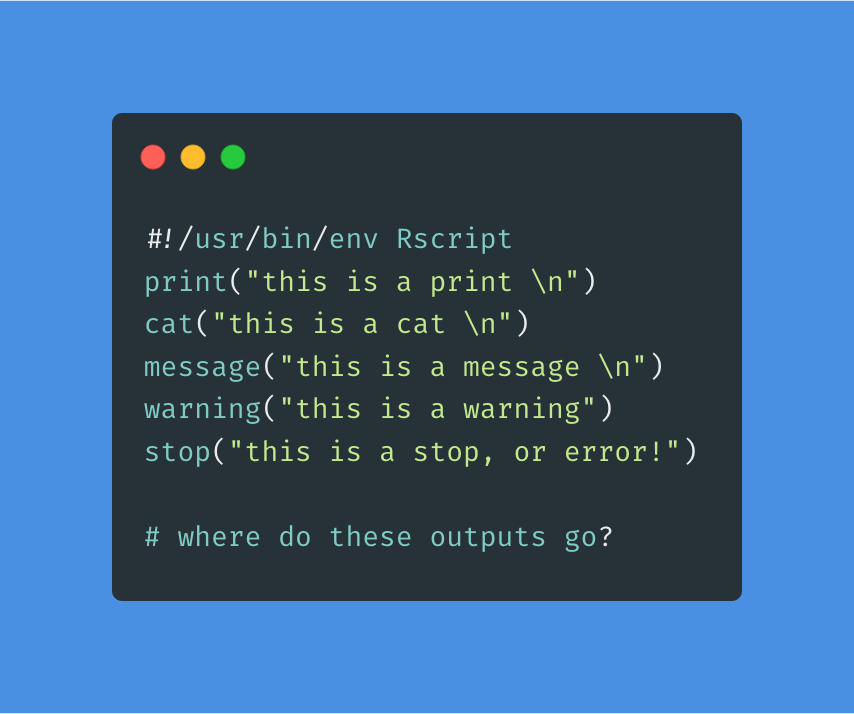 #!/usr/bin/env Rscript
print("this is a print \n")
cat("this is a cat \n")
message("this is a message \n")
warning("this is a warning")
stop("this is a stop, or error!")
# where do these outputs go?